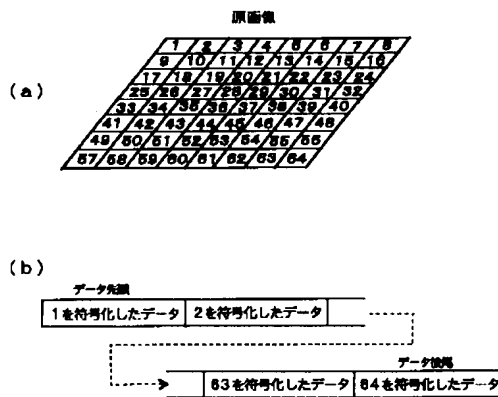 原画像
(a)
1 2 3 4 5 6 7 8
9 10 11 12 13 14 15 16
17 18 19 20 21 22 23 24
25 26 27 28 29 30 31 32
33 34 35 36 37 38 39 40
41 42 43 44 45 46 47 48
49 50 51 52 53 54 55 56
57 58 59 60 61 62 63 64
(b)
データ先頭
1を符号化したデータ 2を符号化したデータ
データ後尾
63を符号化したデータ 64を符号化したデータ